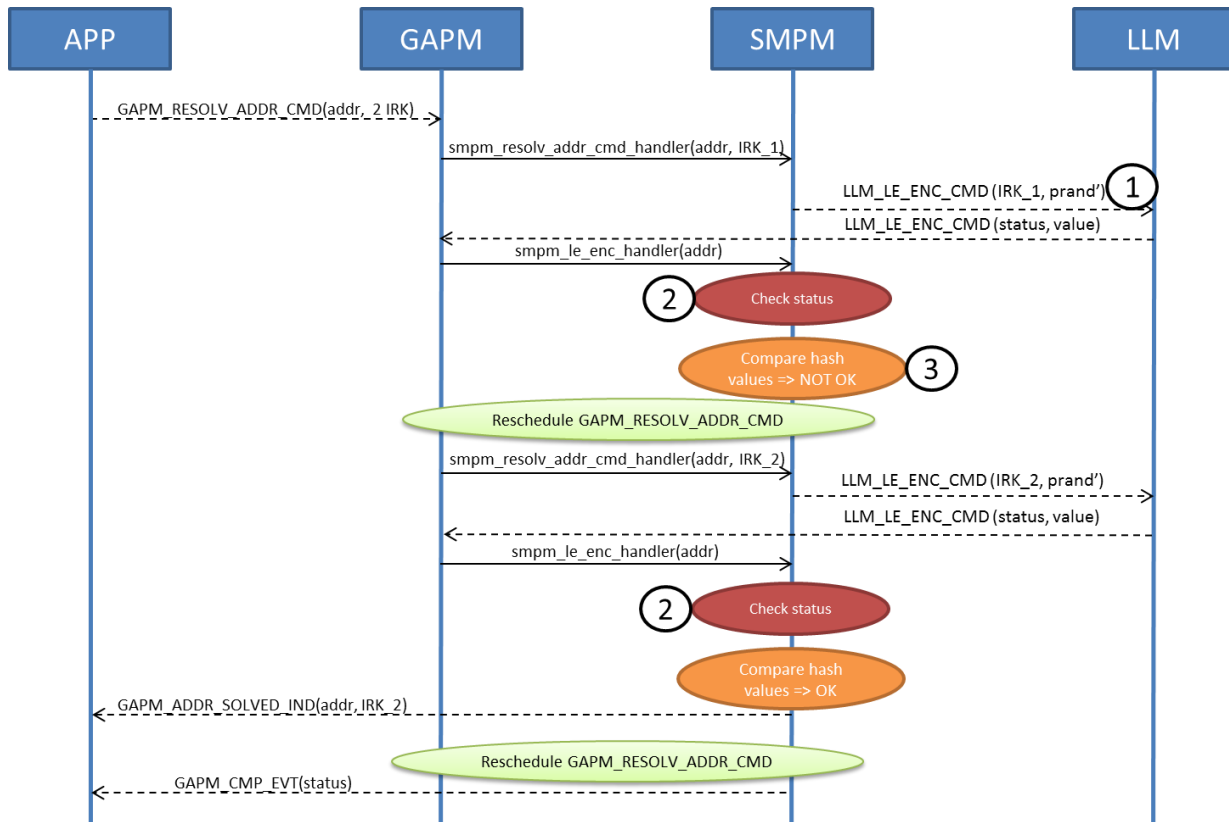 APP
GAPM
SMPM
LLM
GAPM_RESOLV_ADDR_CMD(addr, 2 IRK)
smpm_resolv_addr_cmd_handler(addr, IRK_1)
1
LLM_LE_ENC_CMD (IRK_1, prand’)
LLM_LE_ENC_CMD (status, value)
smpm_le_enc_handler(addr)
2
Check status
Compare hash
values => NOT OK
3
Reschedule GAPM_RESOLV_ADDR_CMD
smpm_resolv_addr_cmd_handler(addr, IRK_2)
LLM_LE_ENC_CMD (IRK_2, prand’)
LLM_LE_ENC_CMD (status, value)
smpm_le_enc_handler(addr)
2
Check status
Compare hash
values => OK
GAPM_ADDR_SOLVED_IND(addr, IRK_2)
Reschedule GAPM_RESOLV_ADDR_CMD
GAPM_CMP_EVT(status)